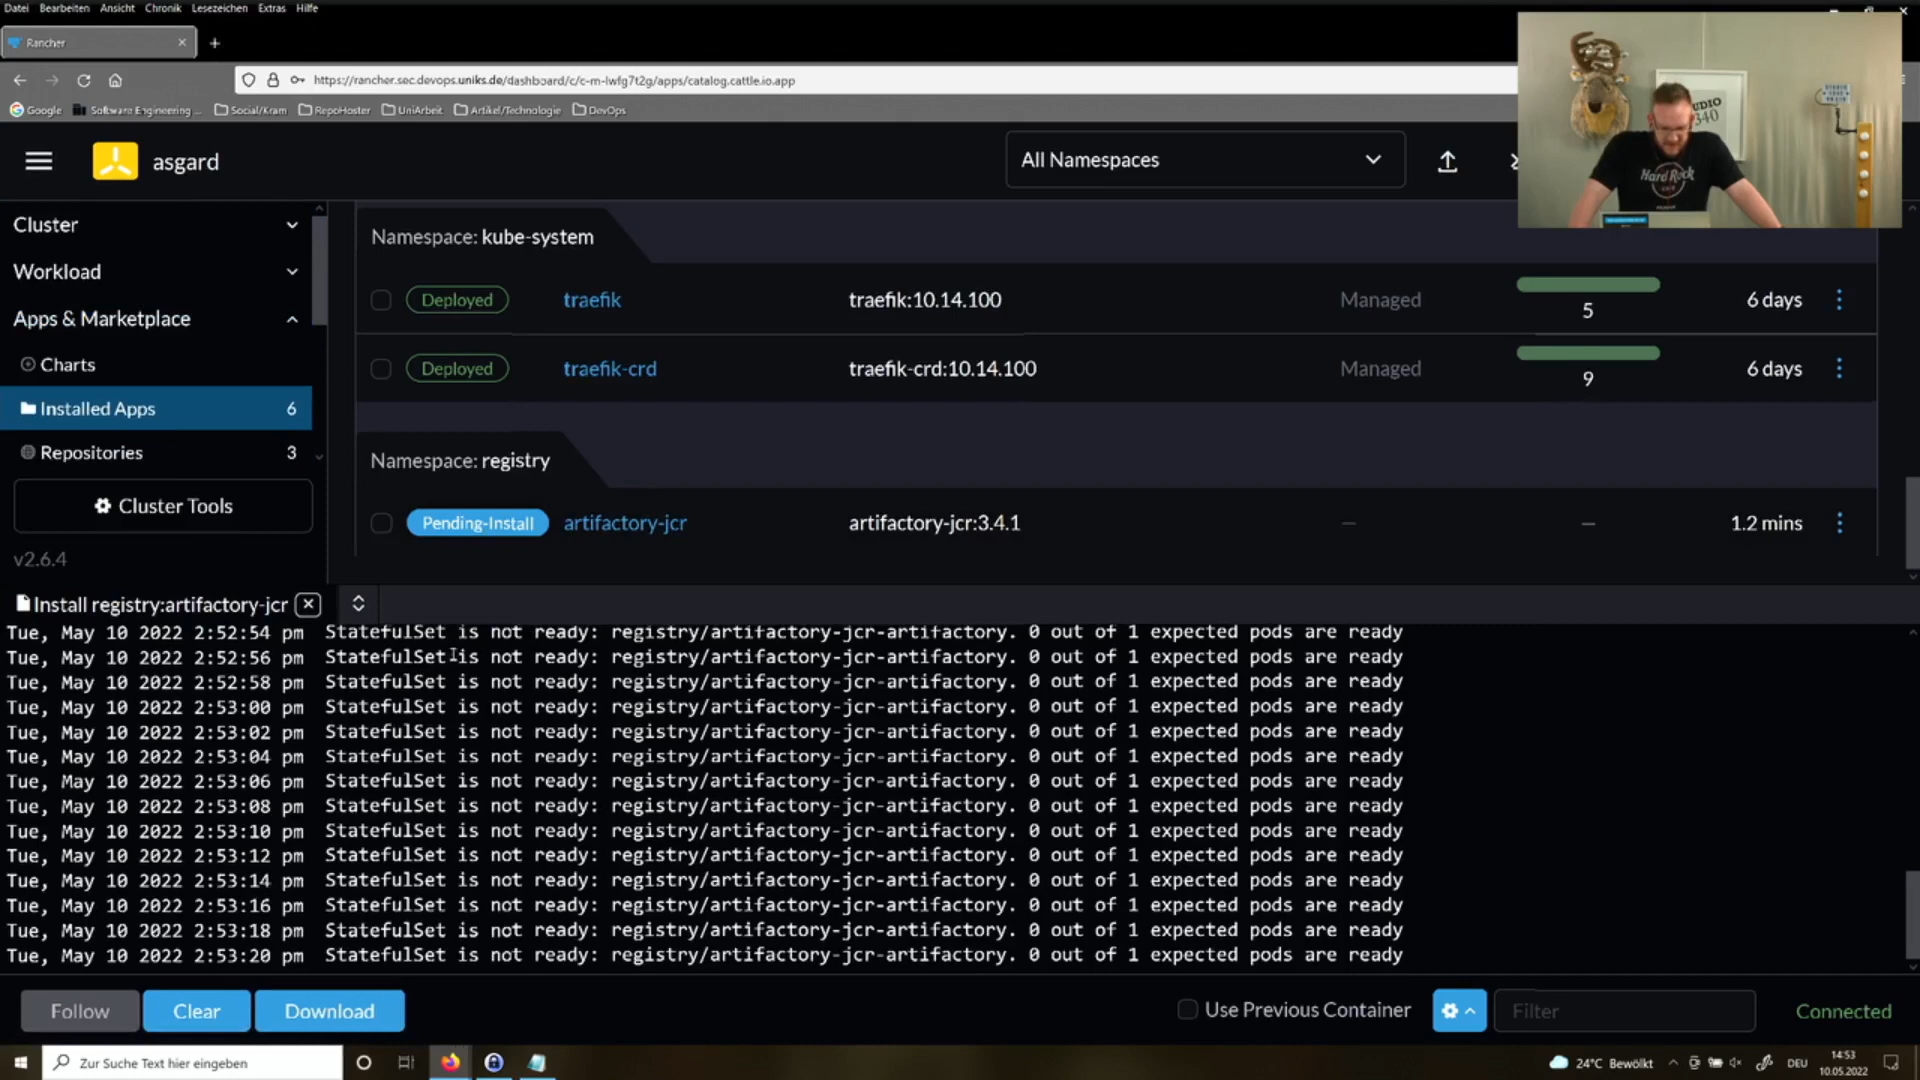 Datei Bearbeiten Ansicht Chronik Lesezeichen Extras Hilfe
Rancher
https://rancher.sec.devops.uniks.de/dashboard/c/c-m-lwfg7t2g/apps/catalog.cattle.io.app
Google Software Engineering ... Social/Kram RepoHoster UniArbeit Artikel/Technologie DevOps
asgard
All Namespaces
STUDIO
340
Hard Rock
Cluster
Workload
Apps & Marketplace
Charts
Installed Apps 6
Repositories 3
Cluster Tools
v2.6.4
Namespace: kube-system
Deployed traefik traefik:10.14.100 Managed 5 6 days
Deployed traefik-crd traefik-crd:10.14.100 Managed 9 6 days
Namespace: registry
Pending-Install artifactory-jcr artifactory-jcr:3.4.1 — — 1.2 mins
Install registry:artifactory-jcr
Tue, May 10 2022 2:52:54 pm StatefulSet is not ready: registry/artifactory-jcr-artifactory. 0 out of 1 expected pods are ready
Tue, May 10 2022 2:52:56 pm StatefulSet is not ready: registry/artifactory-jcr-artifactory. 0 out of 1 expected pods are ready
Tue, May 10 2022 2:52:58 pm StatefulSet is not ready: registry/artifactory-jcr-artifactory. 0 out of 1 expected pods are ready
Tue, May 10 2022 2:53:00 pm StatefulSet is not ready: registry/artifactory-jcr-artifactory. 0 out of 1 expected pods are ready
Tue, May 10 2022 2:53:02 pm StatefulSet is not ready: registry/artifactory-jcr-artifactory. 0 out of 1 expected pods are ready
Tue, May 10 2022 2:53:04 pm StatefulSet is not ready: registry/artifactory-jcr-artifactory. 0 out of 1 expected pods are ready
Tue, May 10 2022 2:53:06 pm StatefulSet is not ready: registry/artifactory-jcr-artifactory. 0 out of 1 expected pods are ready
Tue, May 10 2022 2:53:08 pm StatefulSet is not ready: registry/artifactory-jcr-artifactory. 0 out of 1 expected pods are ready
Tue, May 10 2022 2:53:10 pm StatefulSet is not ready: registry/artifactory-jcr-artifactory. 0 out of 1 expected pods are ready
Tue, May 10 2022 2:53:12 pm StatefulSet is not ready: registry/artifactory-jcr-artifactory. 0 out of 1 expected pods are ready
Tue, May 10 2022 2:53:14 pm StatefulSet is not ready: registry/artifactory-jcr-artifactory. 0 out of 1 expected pods are ready
Tue, May 10 2022 2:53:16 pm StatefulSet is not ready: registry/artifactory-jcr-artifactory. 0 out of 1 expected pods are ready
Tue, May 10 2022 2:53:18 pm StatefulSet is not ready: registry/artifactory-jcr-artifactory. 0 out of 1 expected pods are ready
Tue, May 10 2022 2:53:20 pm StatefulSet is not ready: registry/artifactory-jcr-artifactory. 0 out of 1 expected pods are ready
Follow Clear Download Use Previous Container Filter Connected
Zur Suche Text hier eingeben 24°C Bewölkt DEU 14:53
10.05.2022